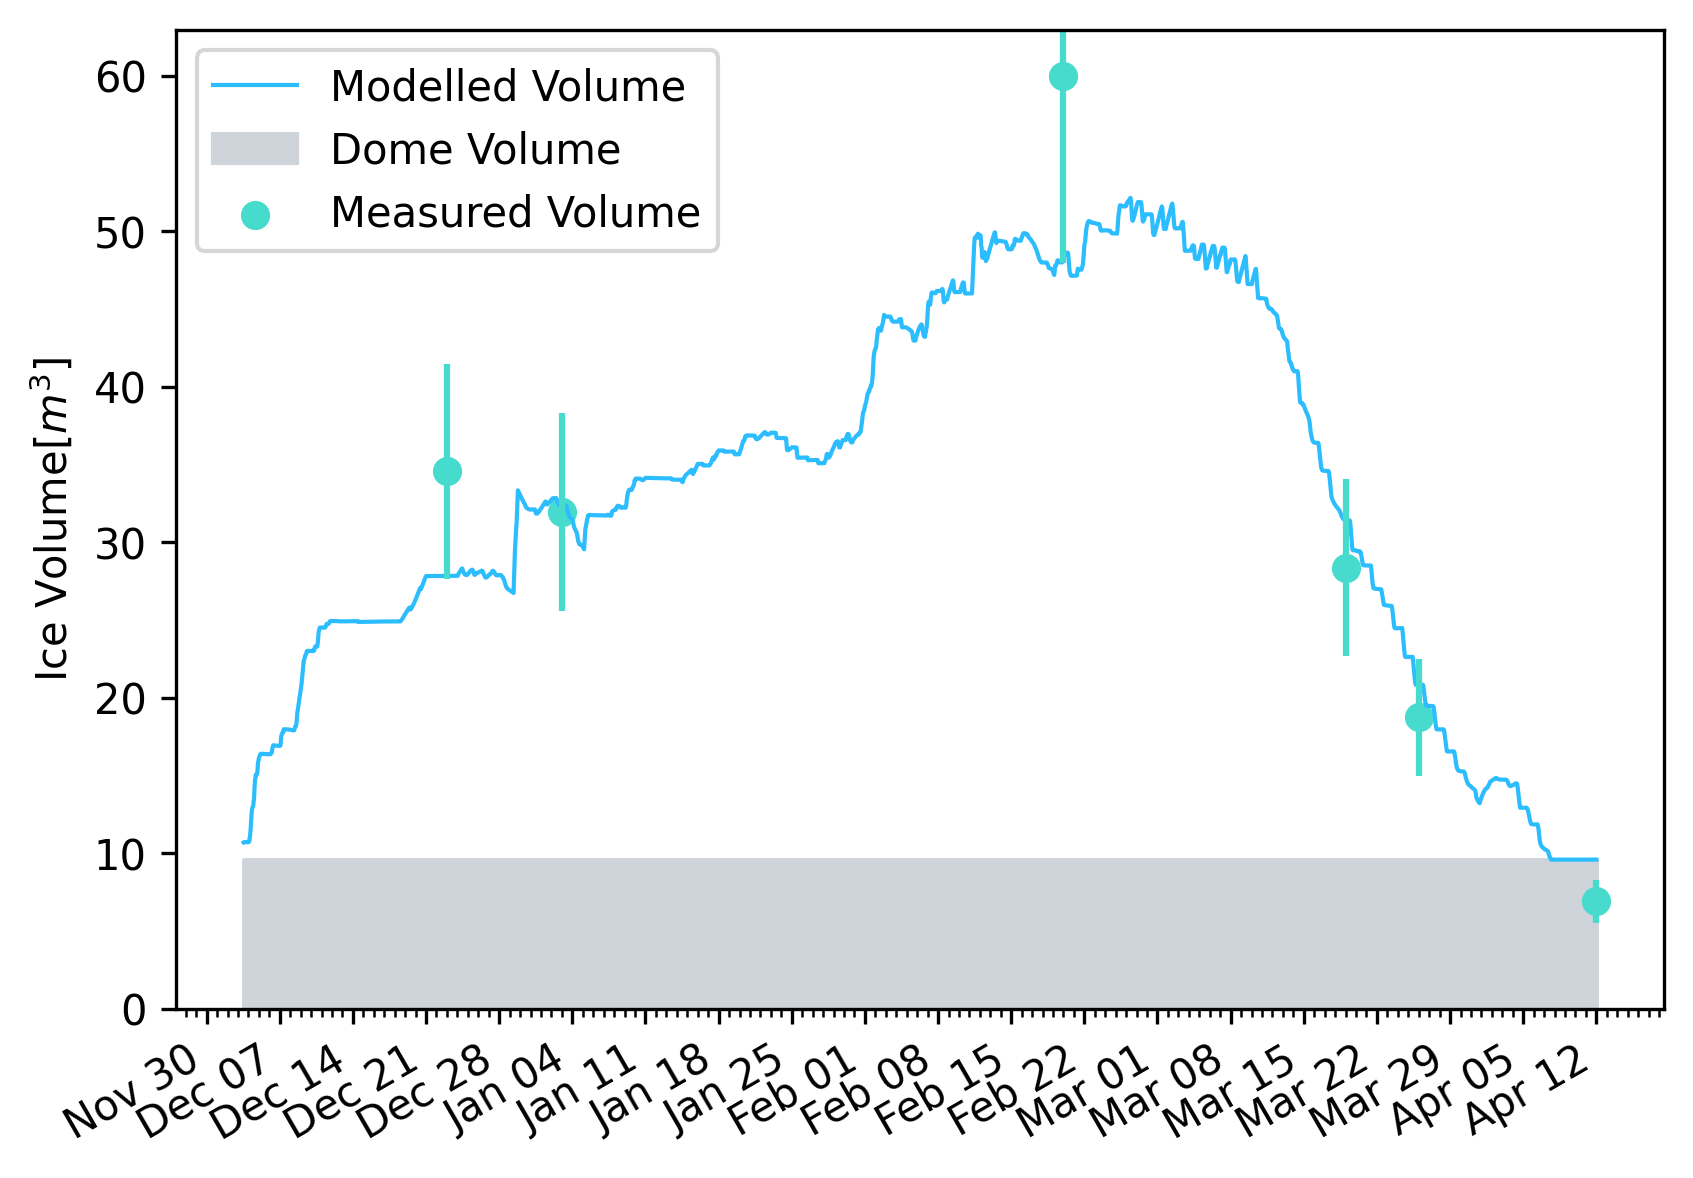 Modelled Volume
Dome Volume
Measured Volume
Ice Volume[m³]
60
50
40
30
20
10
0
Nov 30
Dec 07
Dec 14
Dec 21
Dec 28
Jan 04
Jan 11
Jan 18
Jan 25
Feb 01
Feb 08
Feb 15
Feb 22
Mar 01
Mar 08
Mar 15
Mar 22
Mar 29
Apr 05
Apr 12